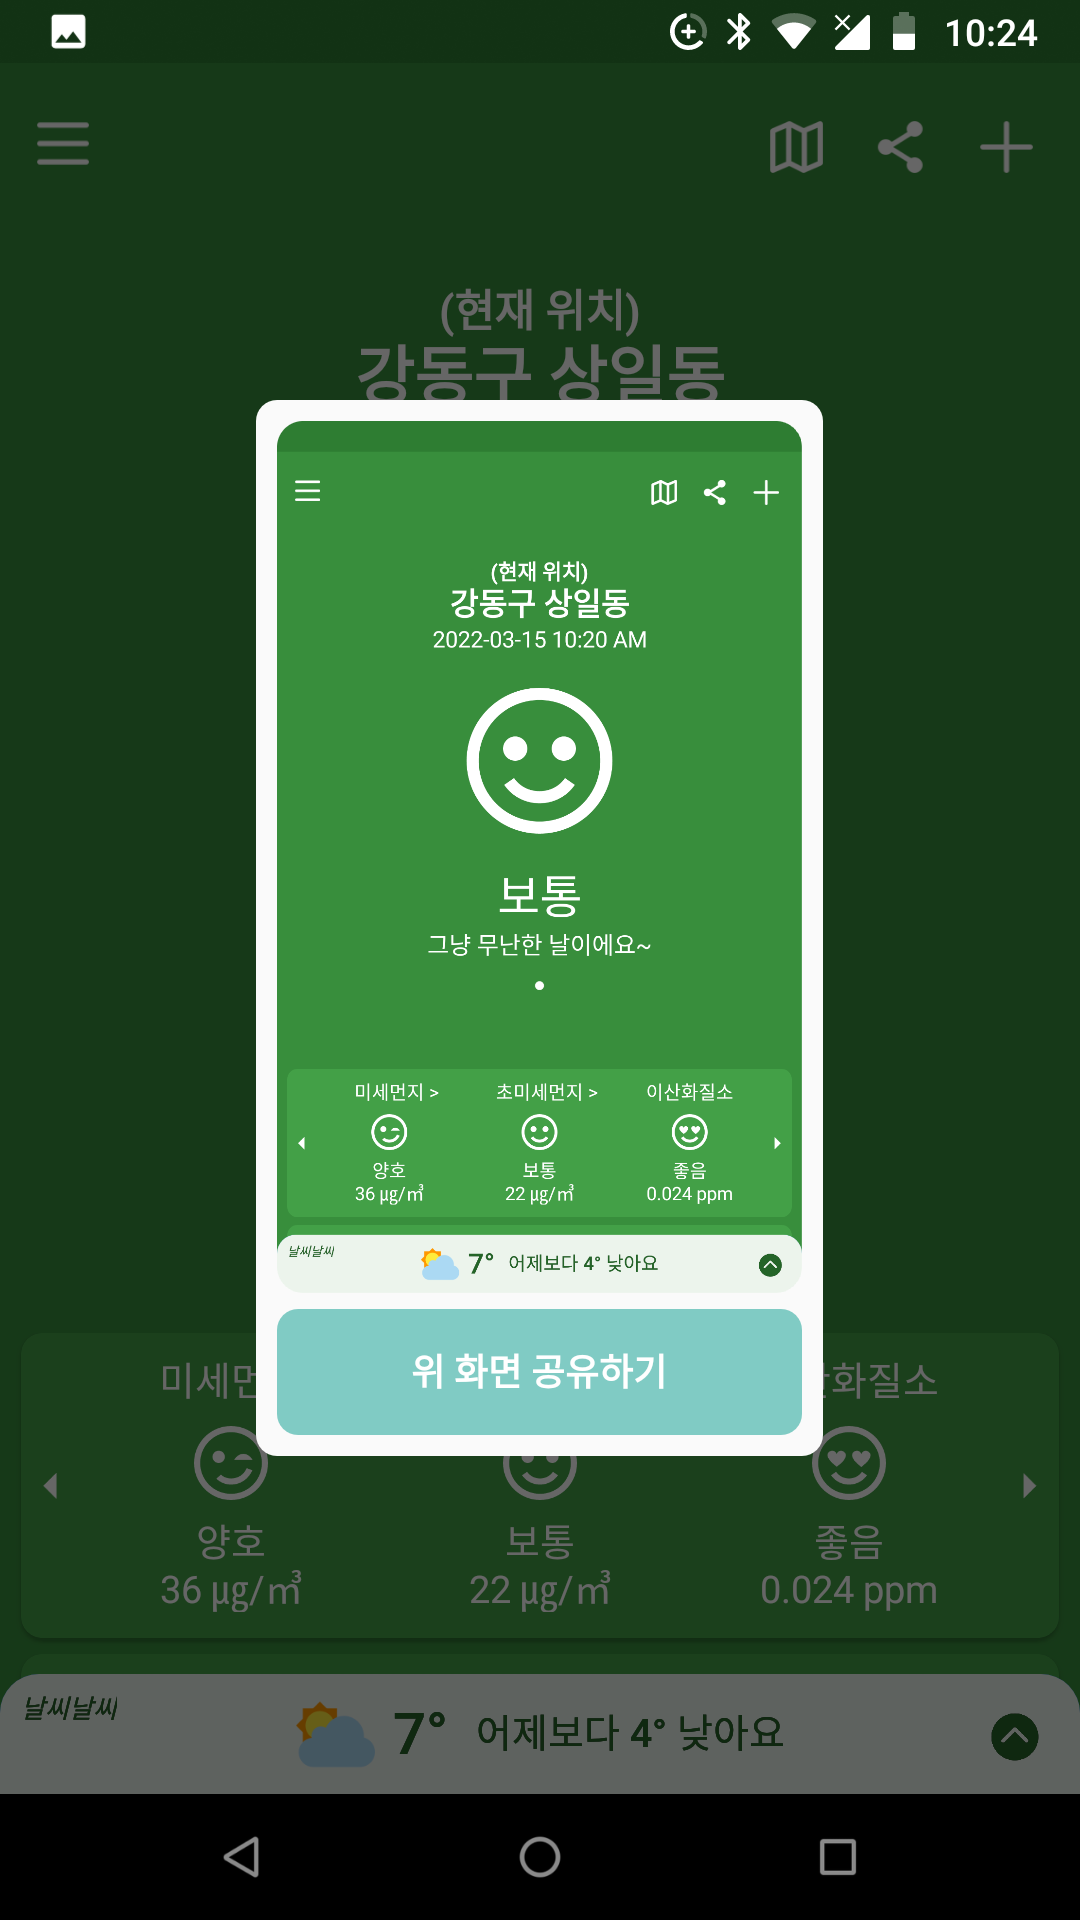 10:24
(현재 위치)
강동구 상일동
(현재 위치)
강동구 상일동
2022-03-15 10:20 AM
보통
그냥 무난한 날이에요~
미세먼지 >
초미세먼지 >
이산화질소
양호
보통
좋음
36 µg/㎥
22 µg/㎥
0.024 ppm
날씨날씨
7°
어제보다 4° 낮아요
위 화면 공유하기
미세먼
화질소
양호
보통
좋음
36 µg/㎥
22 µg/㎥
0.024 ppm
날씨날씨
7°
어제보다 4° 낮아요